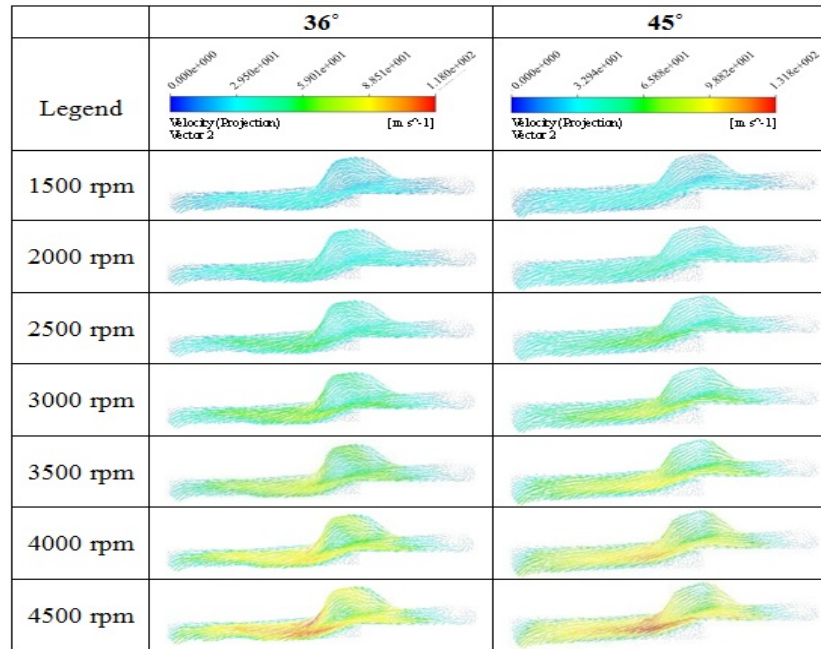 36°
45°
Legend
0.000e+000
2.950e+001
5.901e+001
8.851e+001
1.180e+002
Velocity (Projection)
[m s^-1]
Vector 2
0.000e+000
3.294e+001
6.588e+001
9.882e+001
1.318e+002
Velocity (Projection)
[m s^-1]
Vector 2
1500 rpm
2000 rpm
2500 rpm
3000 rpm
3500 rpm
4000 rpm
4500 rpm